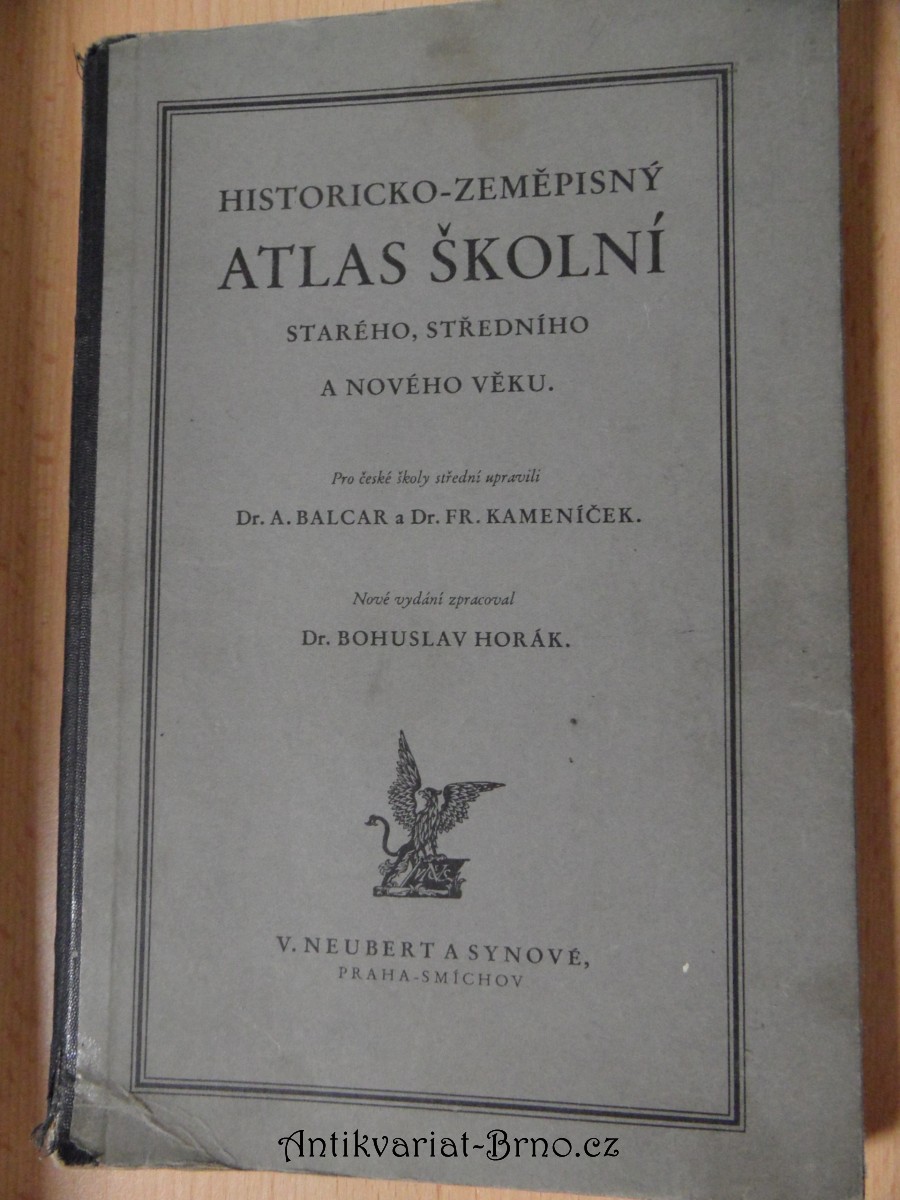 HISTORICKO-ZEMĚPISNÝ
ATLAS ŠKOLNÍ
STARÉHO, STŘEDNÍHO
A NOVÉHO VĚKU.
Pro české školy střední upravili
Dr. A. BALCAR a Dr. FR. KAMENÍČEK.
Nové vydání zpracoval
Dr. BOHUSLAV HORÁK.
V. NEUBERT A SYNOVÉ,
PRAHA-SMÍCHOV
Antikvariat-Brno.cz